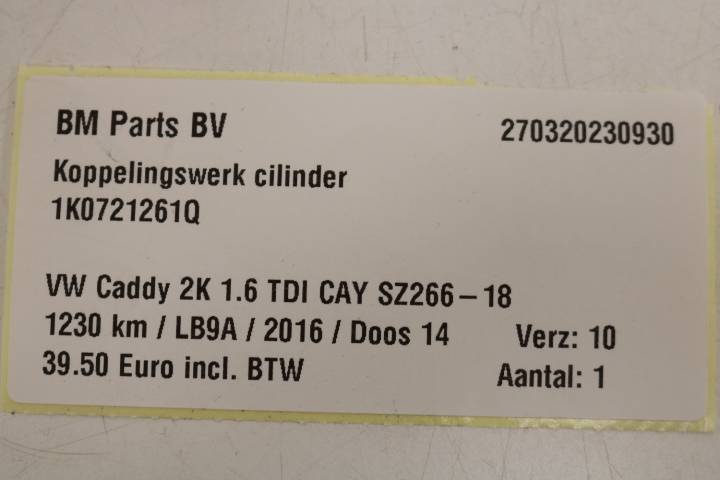 BM Parts BV 270320230930
Koppelingswerk cilinder
1K0721261Q
VW Caddy 2K 1.6 TDI CAY SZ266-18
1230 km / LB9A / 2016 / Doos 14 Verz: 10
39.50 Euro incl. BTW Aantal: 1